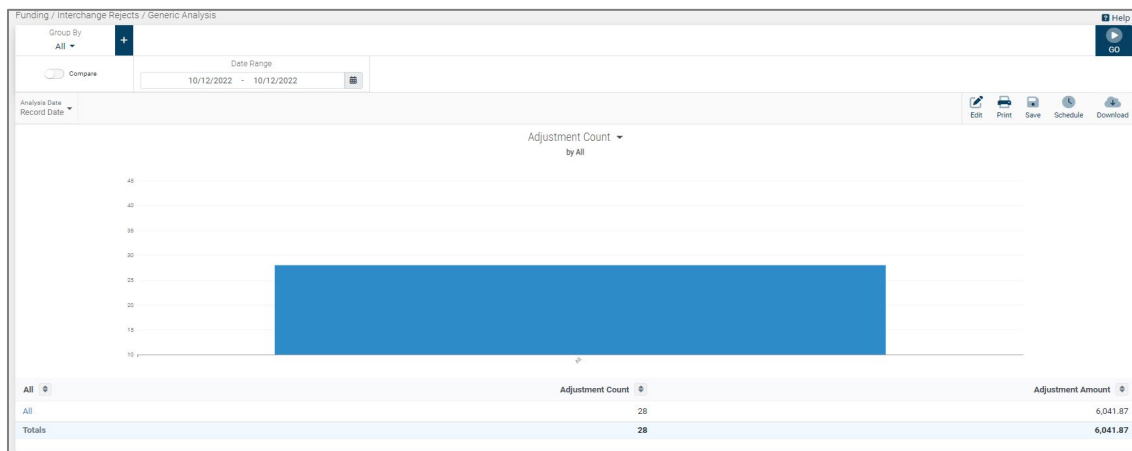 Funding / Interchange Rejects / Generic Analysis
Help
Group By
All
+
GO
Compare
Date Range
10/12/2022 - 10/12/2022
Analysis Date
Record Date
Edit Print Save Schedule Download
Adjustment Count
by All
45
40
35
30
25
20
15
10
All
All Adjustment Count Adjustment Amount
All 28 6,041.87
Totals 28 6,041.87